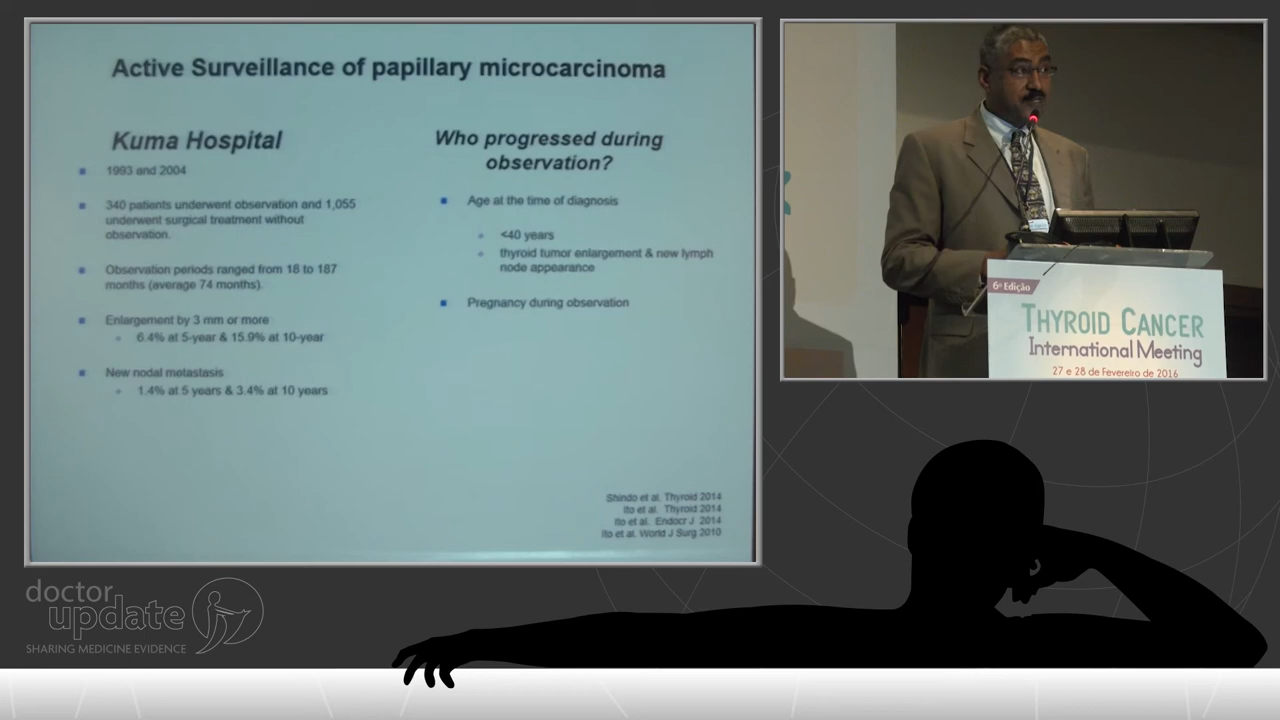 Active Surveillance of papillary microcarcinoma
Kuma Hospital
1993 and 2004
340 patients underwent observation and 1,055
underwent surgical treatment without
observation.
Observation periods ranged from 18 to 187
months (average 74 months).
Enlargement by 3 mm or more
6.4% at 5-year & 15.9% at 10-year
New nodal metastasis
1.4% at 5 years & 3.4% at 10 years
Who progressed during
observation?
Age at the time of diagnosis
<40 years
thyroid tumor enlargement & new lymph
node appearance
Pregnancy during observation
Shindo et al. Thyroid 2014
Ito et al. Thyroid 2014
Ito et al. Endocr J 2014
Ito et al. World J Surg 2010
6ª Edição
THYROID CANCER
International Meeting
27 e 28 de Fevereiro de 2016
doctor
update
SHARING MEDICINE EVIDENCE